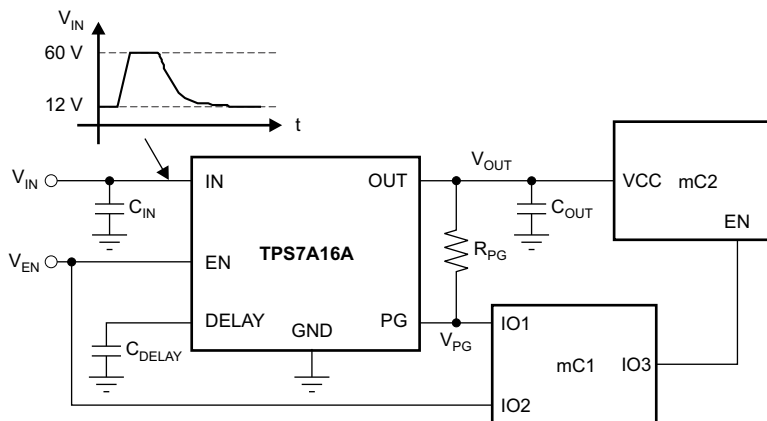 V_IN
60 V
12 V
t
V_IN
C_IN
V_EN
C_DELAY
IN
OUT
TPS7A16A
EN
DELAY
GND
PG
V_OUT
C_OUT
R_PG
V_PG
VCC
mC2
EN
IO1
mC1
IO3
IO2